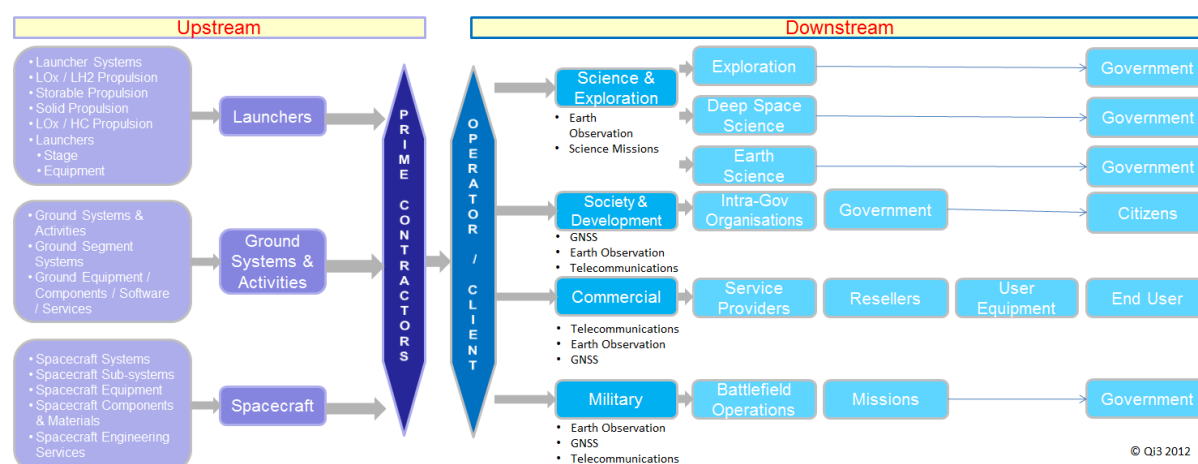 Upstream
Downstream
• Launcher Systems
• LOx / LH2 Propulsion
• Storable Propulsion
• Solid Propulsion
• LOx / HC Propulsion
• Launchers
• Stage
• Equipment
Launchers
• Ground Systems &
Activities
• Ground Segment
Systems
• Ground Equipment /
Components / Software
/ Services
Ground
Systems &
Activities
• Spacecraft Systems
• Spacecraft Sub-systems
• Spacecraft Equipment
• Spacecraft Components
& Materials
• Spacecraft Engineering
Services
Spacecraft
PRIME CONTRACTORS
OPERATOR / CLIENT
Science &
Exploration
• Earth
Observation
• Science Missions
Exploration
Government
Deep Space
Science
Government
Earth
Science
Government
Society &
Development
• GNSS
• Earth Observation
• Telecommunications
Intra-Gov
Organisations
Government
Citizens
Commercial
• Telecommunications
• Earth Observation
• GNSS
Service
Providers
Resellers
User
Equipment
End User
Military
• Earth Observation
• GNSS
• Telecommunications
Battlefield
Operations
Missions
Government
© Qi3 2012